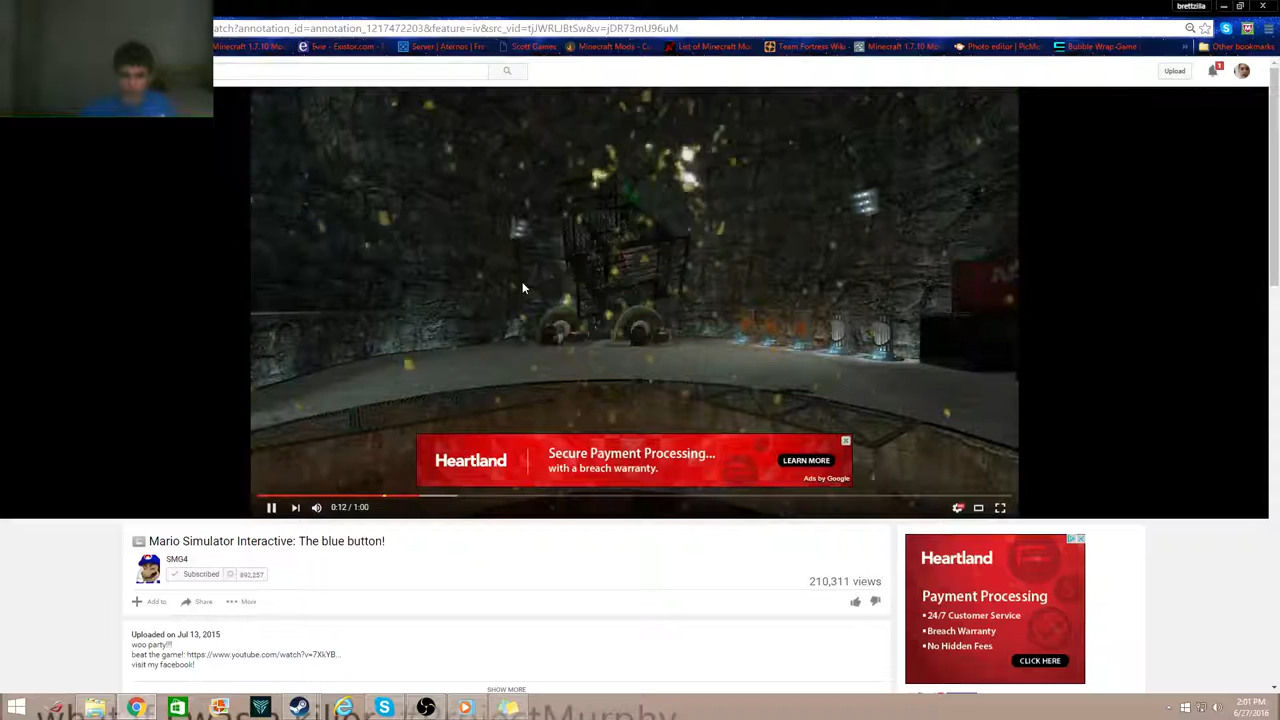 brettzilla
atch?annotation_id=annotation_1217472203&feature=iv&src_vid=tjJWRLJBtSw&v=jDR73mU96uM
Minecraft 1.7.10 Mo
Evie - Existor.com
Server | Aternos | Fr
Scott Games
Minecraft Mods - Cu
List of Minecraft Mo
Team Fortress Wiki
Minecraft 1.7.10 Mo
Photo editor | PicMo
Bubble Wrap Game
Other bookmarks
Upload
1
Heartland
Secure Payment Processing...
with a breach warranty.
LEARN MORE
Ads by Google
0:12 / 1:00
Mario Simulator Interactive: The blue button!
SMG4
Subscribed 892,257
210,311 views
Add to Share More
Uploaded on Jul 13, 2015
woo party!!!
beat the game!: https://www.youtube.com/watch?v=7XkYB...
visit my facebook!
SHOW MORE
Heartland
Payment Processing
24/7 Customer Service
Breach Warranty
No Hidden Fees
CLICK HERE
2:01 PM
6/27/2016